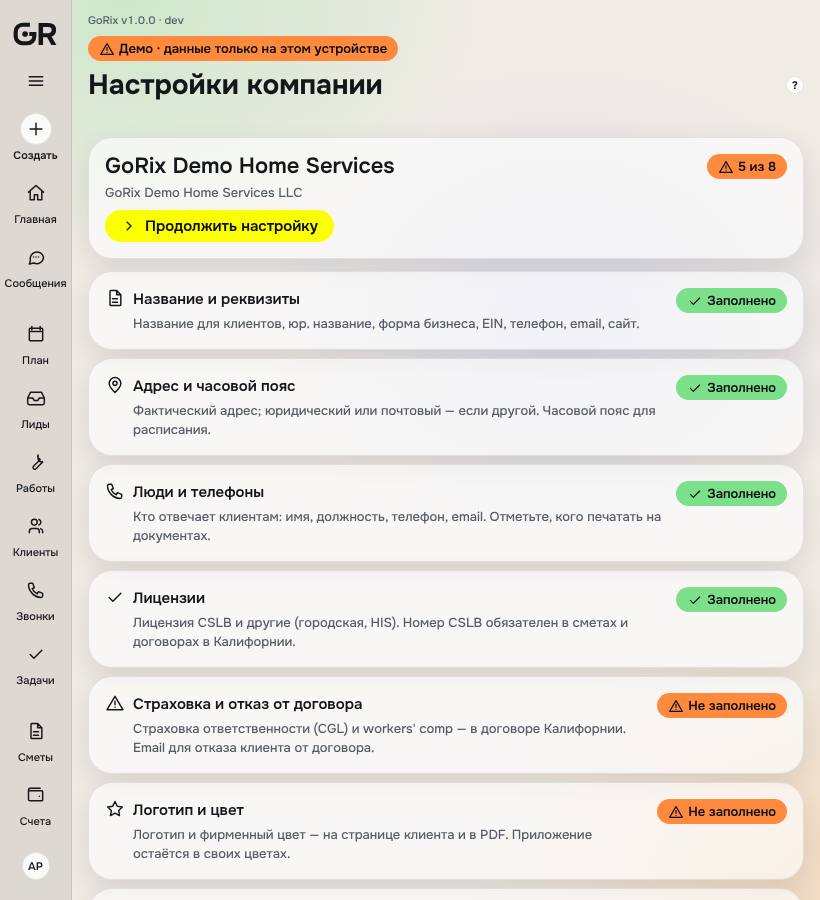 GR
GoRix v1.0.0 · dev
Демо · данные только на этом устройстве
Настройки компании
?
Создать
Главная
Сообщения
План
Лиды
Работы
Клиенты
Звонки
Задачи
Сметы
Счета
AP
GoRix Demo Home Services
5 из 8
GoRix Demo Home Services LLC
Продолжить настройку
Название и реквизиты
Заполнено
Название для клиентов, юр. название, форма бизнеса, EIN, телефон, email, сайт.
Адрес и часовой пояс
Заполнено
Фактический адрес; юридический или почтовый — если другой. Часовой пояс для
расписания.
Люди и телефоны
Заполнено
Кто отвечает клиентам: имя, должность, телефон, email. Отметьте, кого печатать на
документах.
Лицензии
Заполнено
Лицензия CSLB и другие (городская, HIS). Номер CSLB обязателен в сметах и
договорах в Калифорнии.
Страховка и отказ от договора
Не заполнено
Страховка ответственности (CGL) и workers' comp — в договоре Калифорнии.
Email для отказа клиента от договора.
Логотип и цвет
Не заполнено
Логотип и фирменный цвет — на странице клиента и в PDF. Приложение
остаётся в своих цветах.